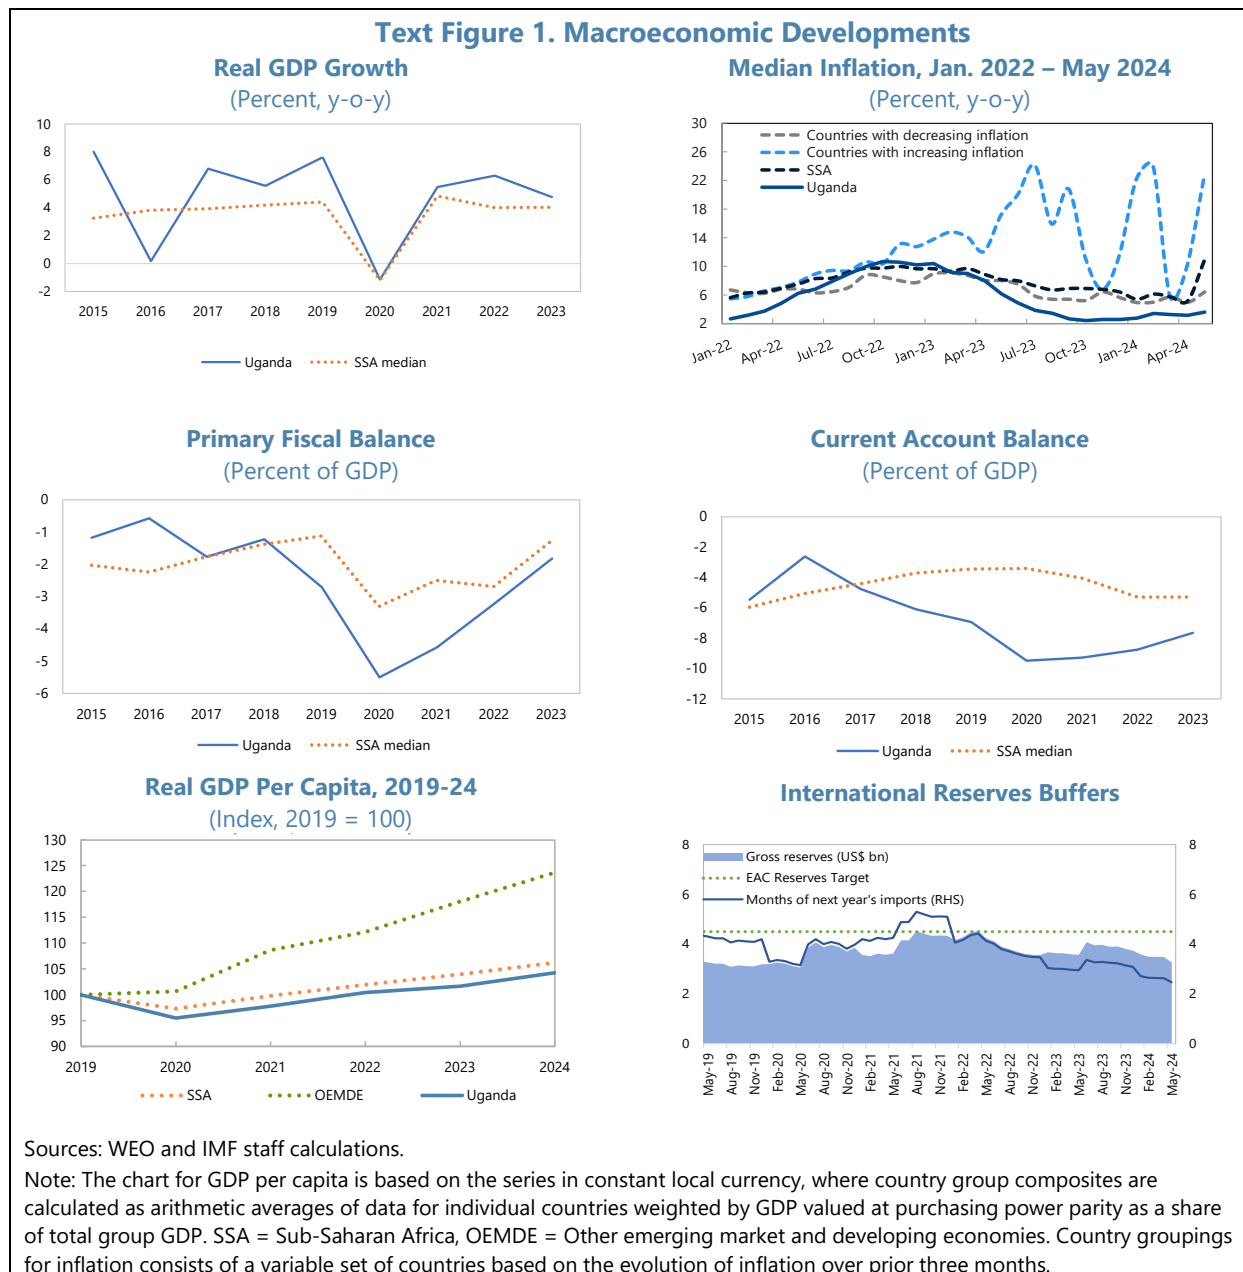 Text Figure 1. Macroeconomic Developments
Real GDP Growth
(Percent, y-o-y)
10
8
6
4
2
0
-2
2015 2016 2017 2018 2019 2020 2021 2022 2023
Uganda SSA median
Median Inflation, Jan. 2022 – May 2024
(Percent, y-o-y)
30
26
22
18
14
10
6
2
Countries with decreasing inflation
Countries with increasing inflation
SSA
Uganda
Jan-22 Apr-22 Jul-22 Oct-22 Jan-23 Apr-23 Jul-23 Oct-23 Jan-24 Apr-24
Primary Fiscal Balance
(Percent of GDP)
0
-1
-2
-3
-4
-5
-6
2015 2016 2017 2018 2019 2020 2021 2022 2023
Uganda SSA median
Current Account Balance
(Percent of GDP)
0
-2
-4
-6
-8
-10
-12
2015 2016 2017 2018 2019 2020 2021 2022 2023
Uganda SSA median
Real GDP Per Capita, 2019-24
(Index, 2019 = 100)
130
125
120
115
110
105
100
95
90
2019 2020 2021 2022 2023 2024
SSA OEMDE Uganda
International Reserves Buffers
8 8
6 6
4 4
2 2
0 0
Gross reserves (US$ bn)
EAC Reserves Target
Months of next year's imports (RHS)
May-19 Aug-19 Nov-19 Feb-20 May-20 Aug-20 Nov-20 Feb-21 May-21 Aug-21 Nov-21 Feb-22 May-22 Aug-22 Nov-22 Feb-23 May-23 Aug-23 Nov-23 Feb-24 May-24
Sources: WEO and IMF staff calculations.
Note: The chart for GDP per capita is based on the series in constant local currency, where country group composites are
calculated as arithmetic averages of data for individual countries weighted by GDP valued at purchasing power parity as a share
of total group GDP. SSA = Sub-Saharan Africa, OEMDE = Other emerging market and developing economies. Country groupings
for inflation consists of a variable set of countries based on the evolution of inflation over prior three months.